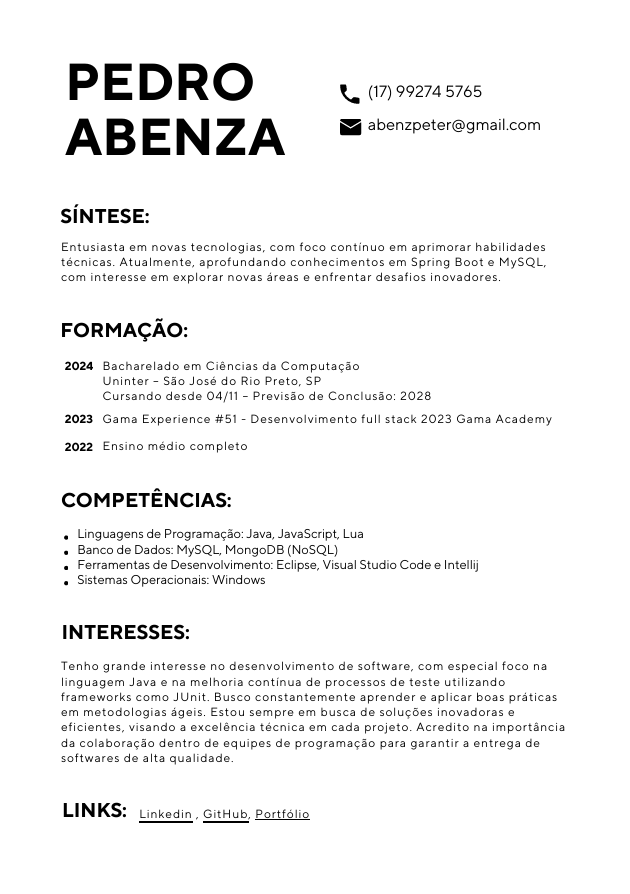 PEDRO
ABENZA
(17) 99274 5765
abenzpeter@gmail.com
SÍNTESE:
Entusiasta em novas tecnologias, com foco contínuo em aprimorar habilidades
técnicas. Atualmente, aprofundando conhecimentos em Spring Boot e MySQL,
com interesse em explorar novas áreas e enfrentar desafios inovadores.
FORMAÇÃO:
2024 Bacharelado em Ciências da Computação
Uninter – São José do Rio Preto, SP
Cursando desde 04/11 – Previsão de Conclusão: 2028
2023 Gama Experience #51 - Desenvolvimento full stack 2023 Gama Academy
2022 Ensino médio completo
COMPETÊNCIAS:
• Linguagens de Programação: Java, JavaScript, Lua
• Banco de Dados: MySQL, MongoDB (NoSQL)
• Ferramentas de Desenvolvimento: Eclipse, Visual Studio Code e Intellij
• Sistemas Operacionais: Windows
INTERESSES:
Tenho grande interesse no desenvolvimento de software, com especial foco na
linguagem Java e na melhoria contínua de processos de teste utilizando
frameworks como JUnit. Busco constantemente aprender e aplicar boas práticas
em metodologias ágeis. Estou sempre em busca de soluções inovadoras e
eficientes, visando a excelência técnica em cada projeto. Acredito na importância
da colaboração dentro de equipes de programação para garantir a entrega de
softwares de alta qualidade.
LINKS: Linkedin , GitHub, Portfólio